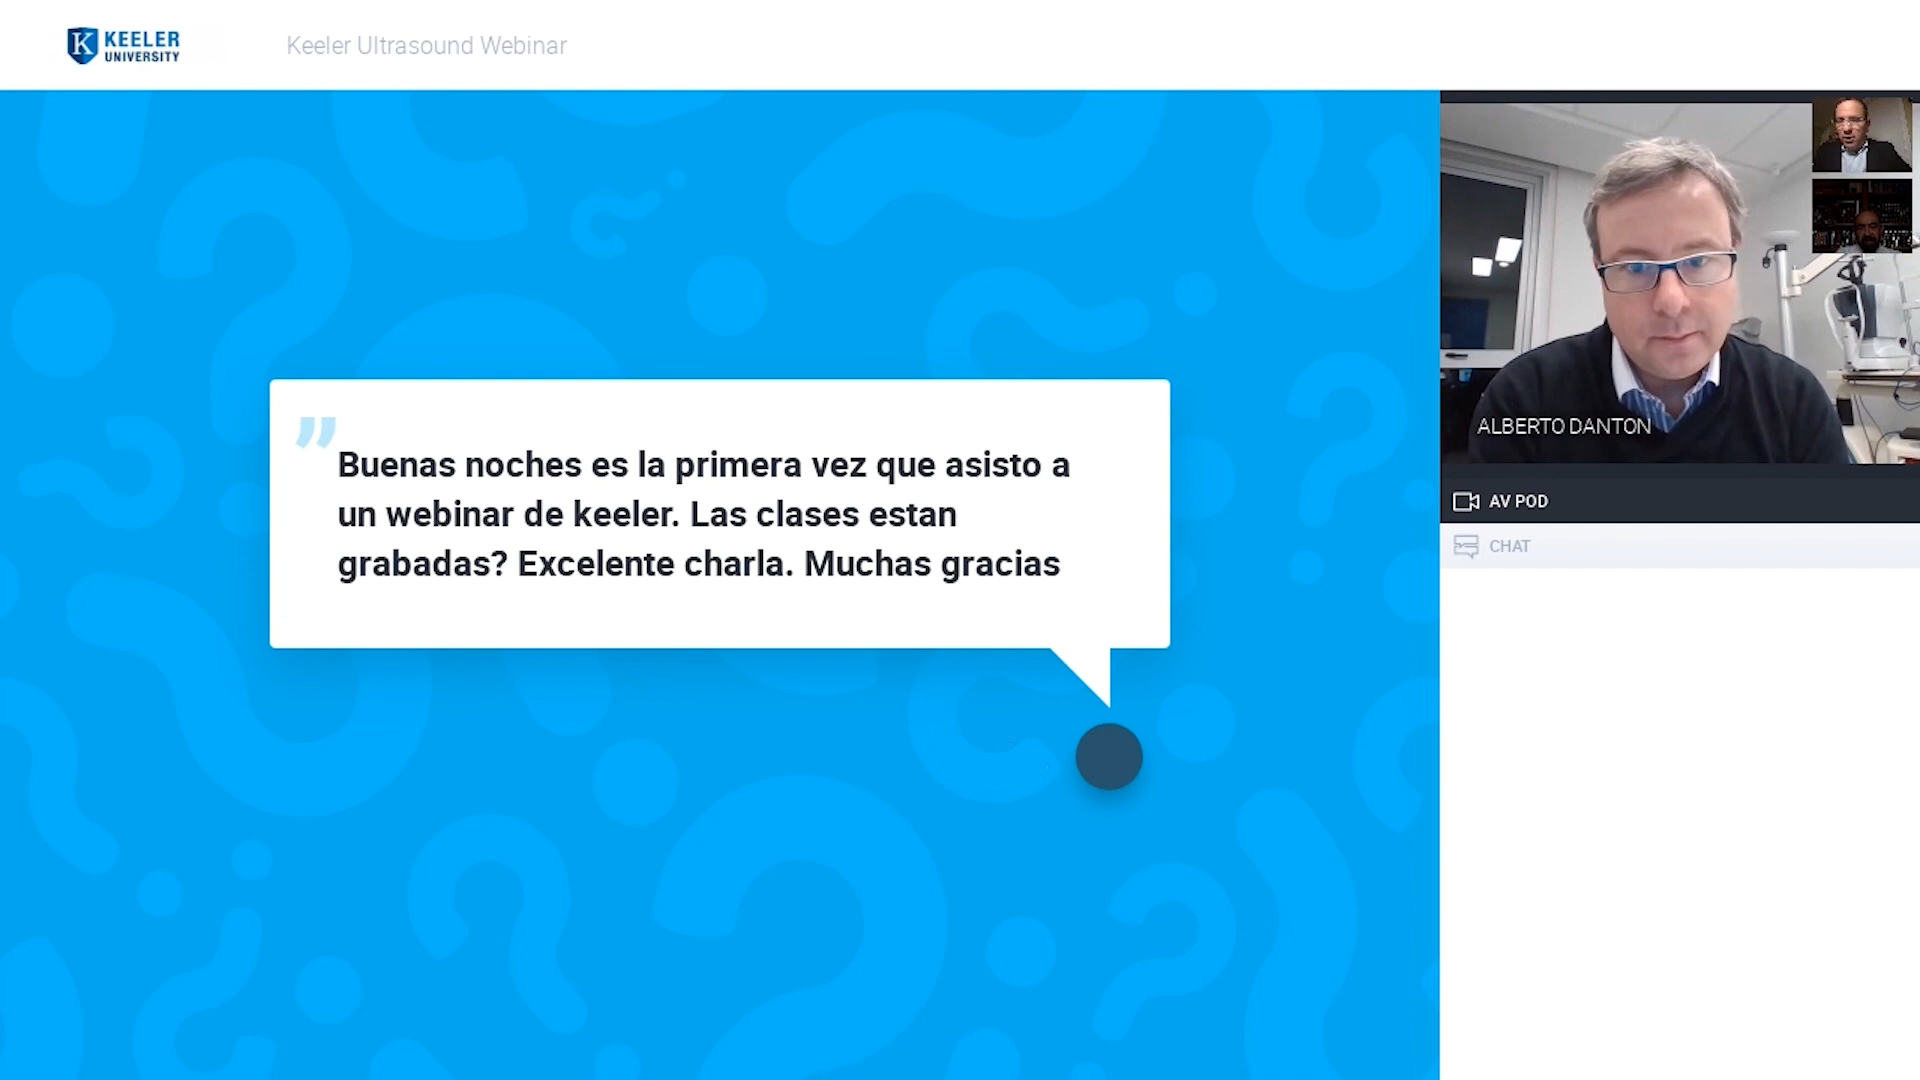 KEELER
UNIVERSITY
Keeler Ultrasound Webinar
Buenas noches es la primera vez que asisto a
un webinar de keeler. Las clases estan
grabadas? Excelente charla. Muchas gracias
ALBERTO DANTON
AV POD
CHAT